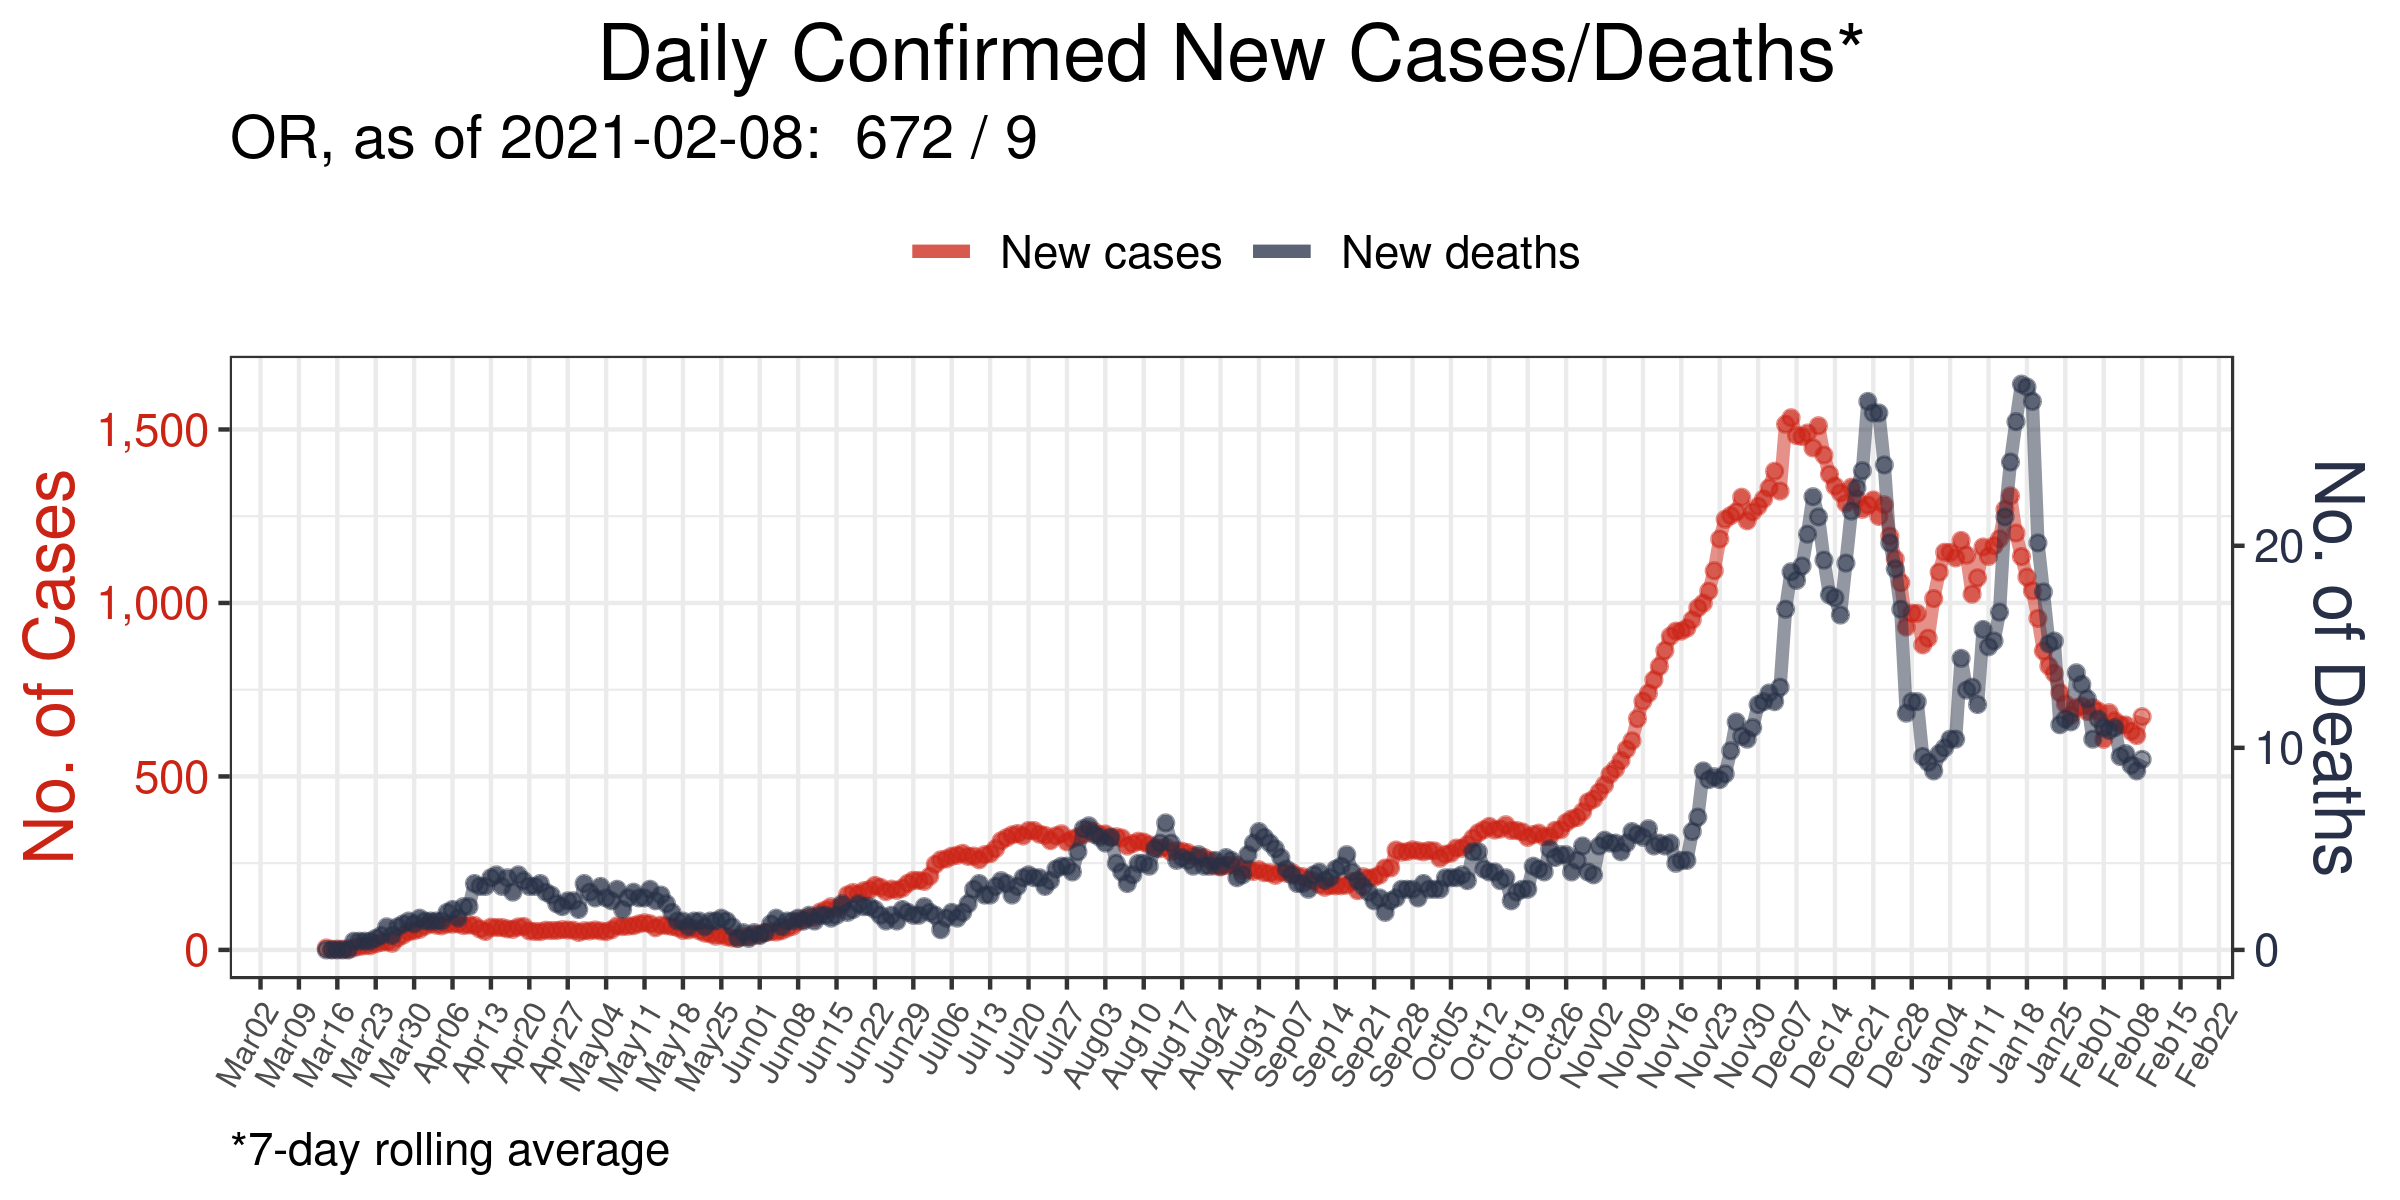 Daily Confirmed New Cases/Deaths*
OR, as of 2021-02-08:  672 / 9
New cases
New deaths
No. of Cases
1,500
1,000
500
0
No. of Deaths
20
10
0
Mar02
Mar09
Mar16
Mar23
Mar30
Apr06
Apr13
Apr20
Apr27
May04
May11
May18
May25
Jun01
Jun08
Jun15
Jun22
Jun29
Jul06
Jul13
Jul20
Jul27
Aug03
Aug10
Aug17
Aug24
Aug31
Sep07
Sep14
Sep21
Sep28
Oct05
Oct12
Oct19
Oct26
Nov02
Nov09
Nov16
Nov23
Nov30
Dec07
Dec14
Dec21
Dec28
Jan04
Jan11
Jan18
Jan25
Feb01
Feb08
Feb15
Feb22
*7-day rolling average